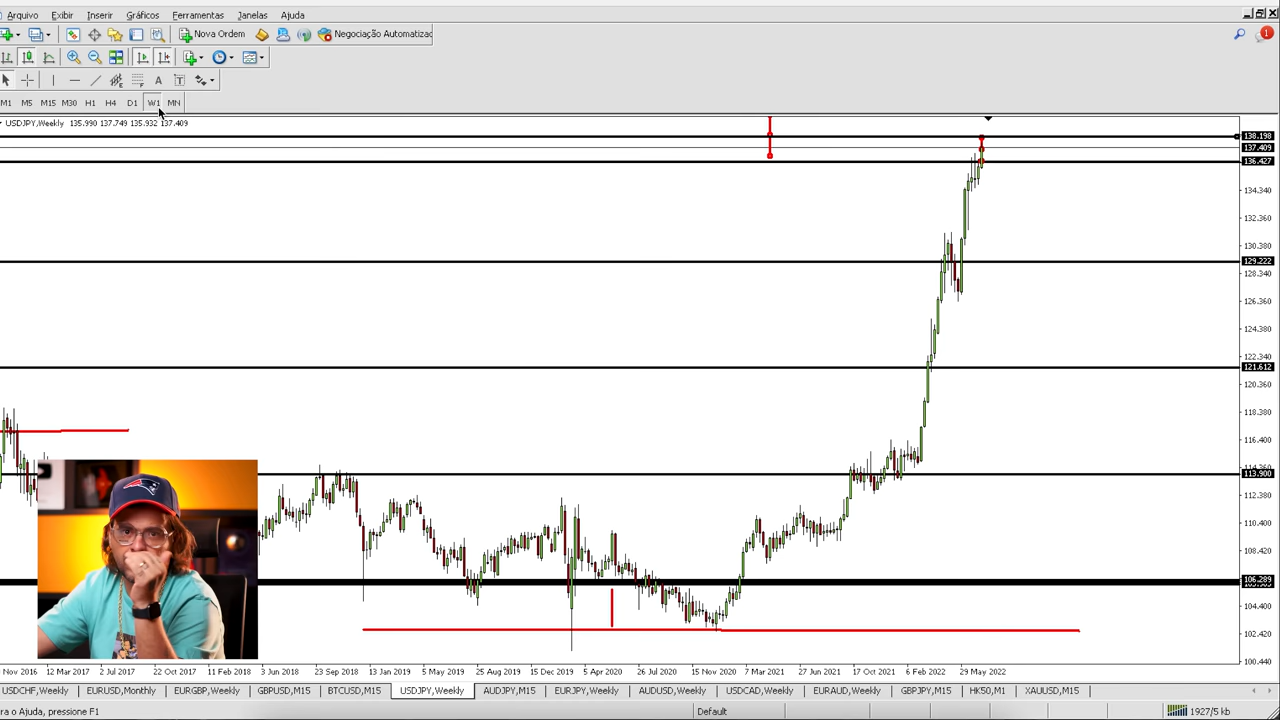 Arquivo Exibir Inserir Gráficos Ferramentas Janelas Ajuda
Nova Ordem Negociação Automatizad
A T
M1 M5 M15 M30 H1 H4 D1 W1 MN
USDJPY,Weekly 135.990 137.749 135.932 137.409
138.198
137.409
136.427
134.340
132.360
130.380
129.222
128.340
126.360
124.380
122.340
121.612
120.360
118.380
116.400
113.900
112.380
110.400
108.420
106.289
104.400
102.420
100.440
Nov 2016 12 Mar 2017 2 Jul 2017 22 Oct 2017 11 Feb 2018 3 Jun 2018 23 Sep 2018 13 Jan 2019 5 May 2019 25 Aug 2019 15 Dec 2019 5 Apr 2020 26 Jul 2020 15 Nov 2020 7 Mar 2021 27 Jun 2021 17 Oct 2021 6 Feb 2022 29 May 2022
USDCHF,Weekly EURUSD,Monthly EURGBP,Weekly GBPUSD,M15 BTCUSD,M15 USDJPY,Weekly AUDJPY,M15 EURJPY,Weekly AUDUSD,Weekly USDCAD,Weekly EURAUD,Weekly GBPJPY,M15 HK50,M1 XAUUSD,M15
ra o Ajuda, pressione F1 Default 1927/5 kb